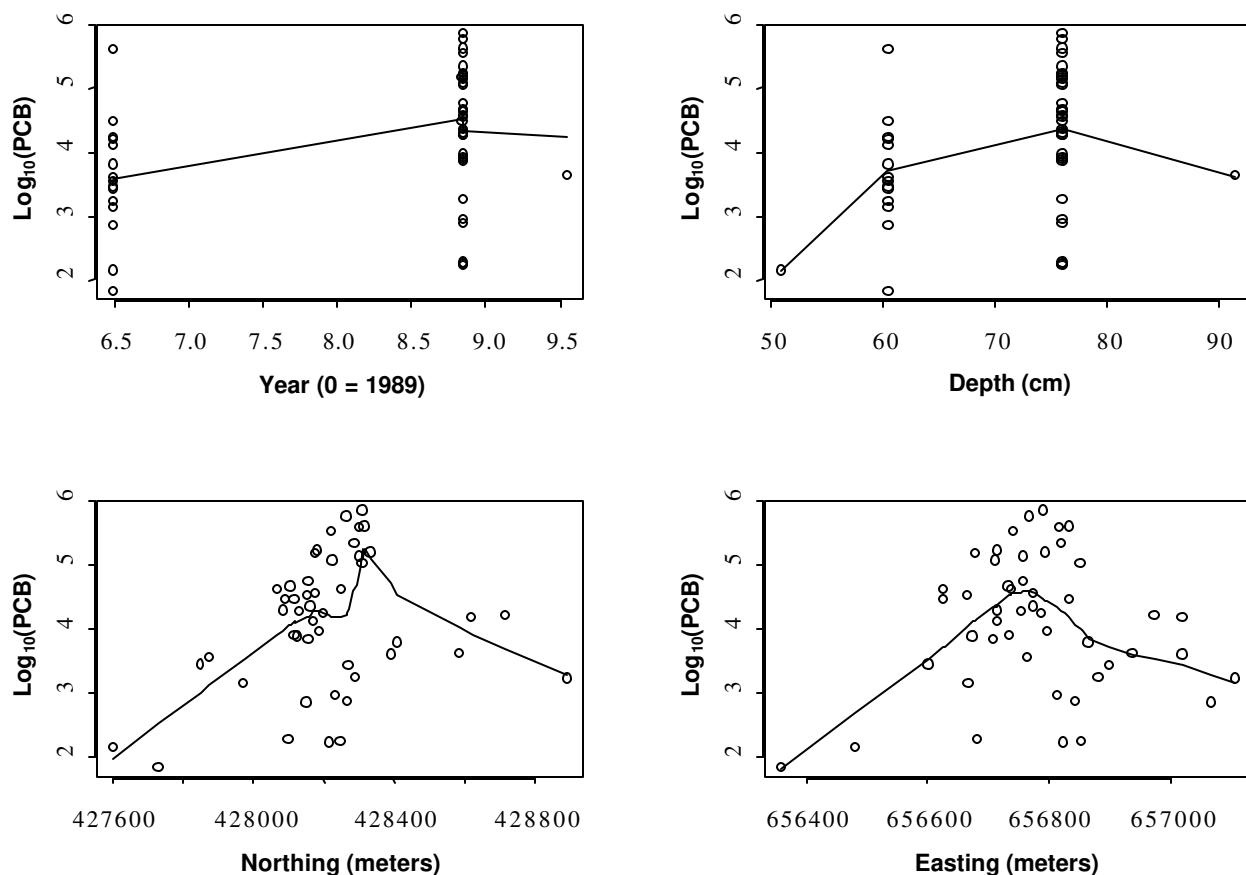 Log10(PCB)
6
5
4
3
2
6.5 7.0 7.5 8.0 8.5 9.0 9.5
Year (0 = 1989)
Log10(PCB)
6
5
4
3
2
50 60 70 80 90
Depth (cm)
Log10(PCB)
6
5
4
3
2
427600 428000 428400 428800
Northing (meters)
Log10(PCB)
6
5
4
3
2
656400 656600 656800 657000
Easting (meters)